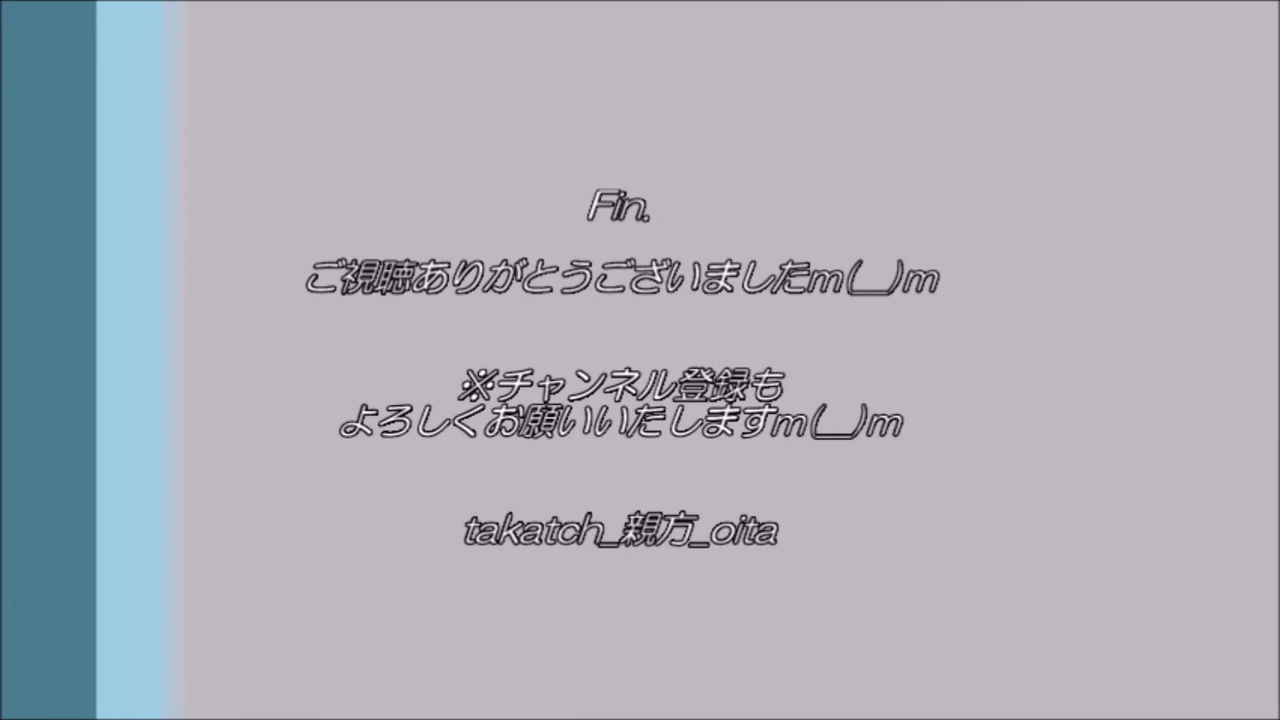 Fin.
ご視聴ありがとうございましたm(__)m
※チャンネル登録も
よろしくお願いいたしますm(__)m
takatch_親方_oita